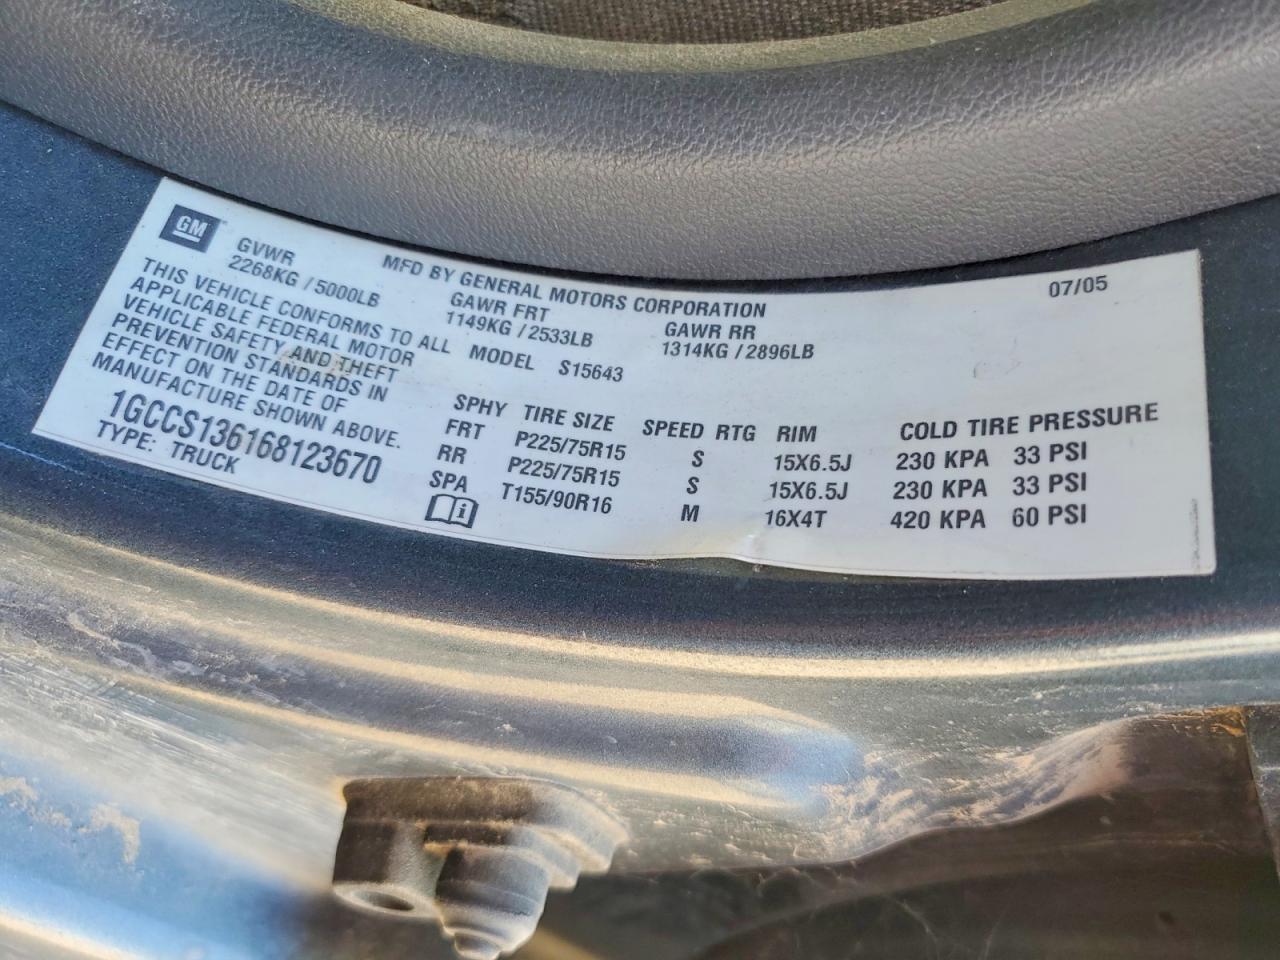 GM
MFD BY GENERAL MOTORS CORPORATION 07/05
GVWR GAWR FRT GAWR RR
2268KG / 5000LB 1149KG / 2533LB 1314KG / 2896LB
THIS VEHICLE CONFORMS TO ALL
APPLICABLE FEDERAL MOTOR
VEHICLE SAFETY AND THEFT
PREVENTION STANDARDS IN
EFFECT ON THE DATE OF
MANUFACTURE SHOWN ABOVE.
1GCCS136168123670
TYPE: TRUCK
MODEL S15643
SPHY TIRE SIZE SPEED RTG RIM COLD TIRE PRESSURE
FRT P225/75R15 S 15X6.5J 230 KPA 33 PSI
RR P225/75R15 S 15X6.5J 230 KPA 33 PSI
SPA T155/90R16 M 16X4T 420 KPA 60 PSI
i